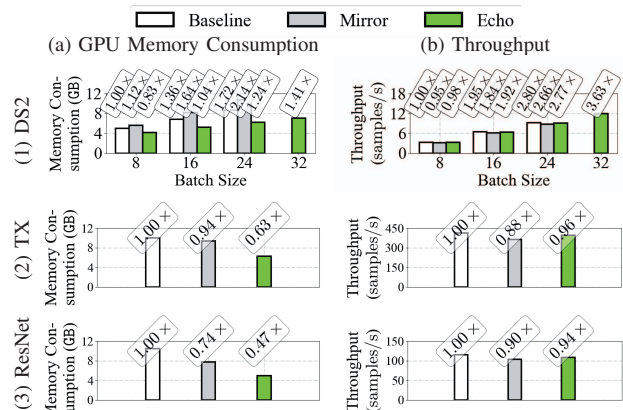 Baseline Mirror Echo
(a) GPU Memory Consumption (b) Throughput
(1) DS2
Memory Con-
sumption (GB)
12
8
4
0
1.00 ×
1.12 ×
0.83 ×
1.36 ×
1.64 ×
1.04 ×
1.72 ×
2.14 ×
1.24 ×
1.41 ×
8 16 24 32
Batch Size
Throughput
(samples/s)
18
12
6
0
1.00 ×
0.95 ×
0.98 ×
1.95 ×
1.84 ×
1.92 ×
2.80 ×
2.66 ×
2.77 ×
3.63 ×
8 16 24 32
Batch Size
(2) TX
Memory Con-
sumption (GB)
12
8
4
0
1.00 ×
0.94 ×
0.63 ×
Throughput
(samples/s)
450
300
150
0
1.00 ×
0.88 ×
0.96 ×
(3) ResNet
Memory Con-
sumption (GB)
12
8
4
0
1.00 ×
0.74 ×
0.47 ×
Throughput
(samples/s)
150
100
50
0
1.00 ×
0.90 ×
0.94 ×